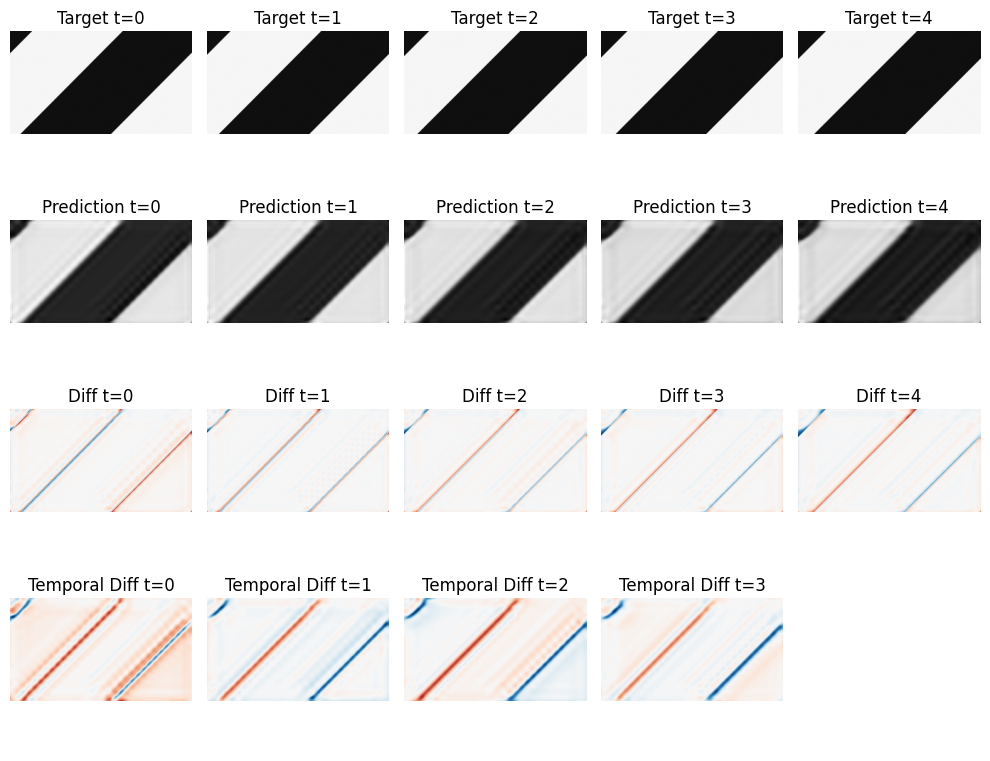 Target t=0 Target t=1 Target t=2 Target t=3 Target t=4
Prediction t=0 Prediction t=1 Prediction t=2 Prediction t=3 Prediction t=4
Diff t=0 Diff t=1 Diff t=2 Diff t=3 Diff t=4
Temporal Diff t=0 Temporal Diff t=1 Temporal Diff t=2 Temporal Diff t=3